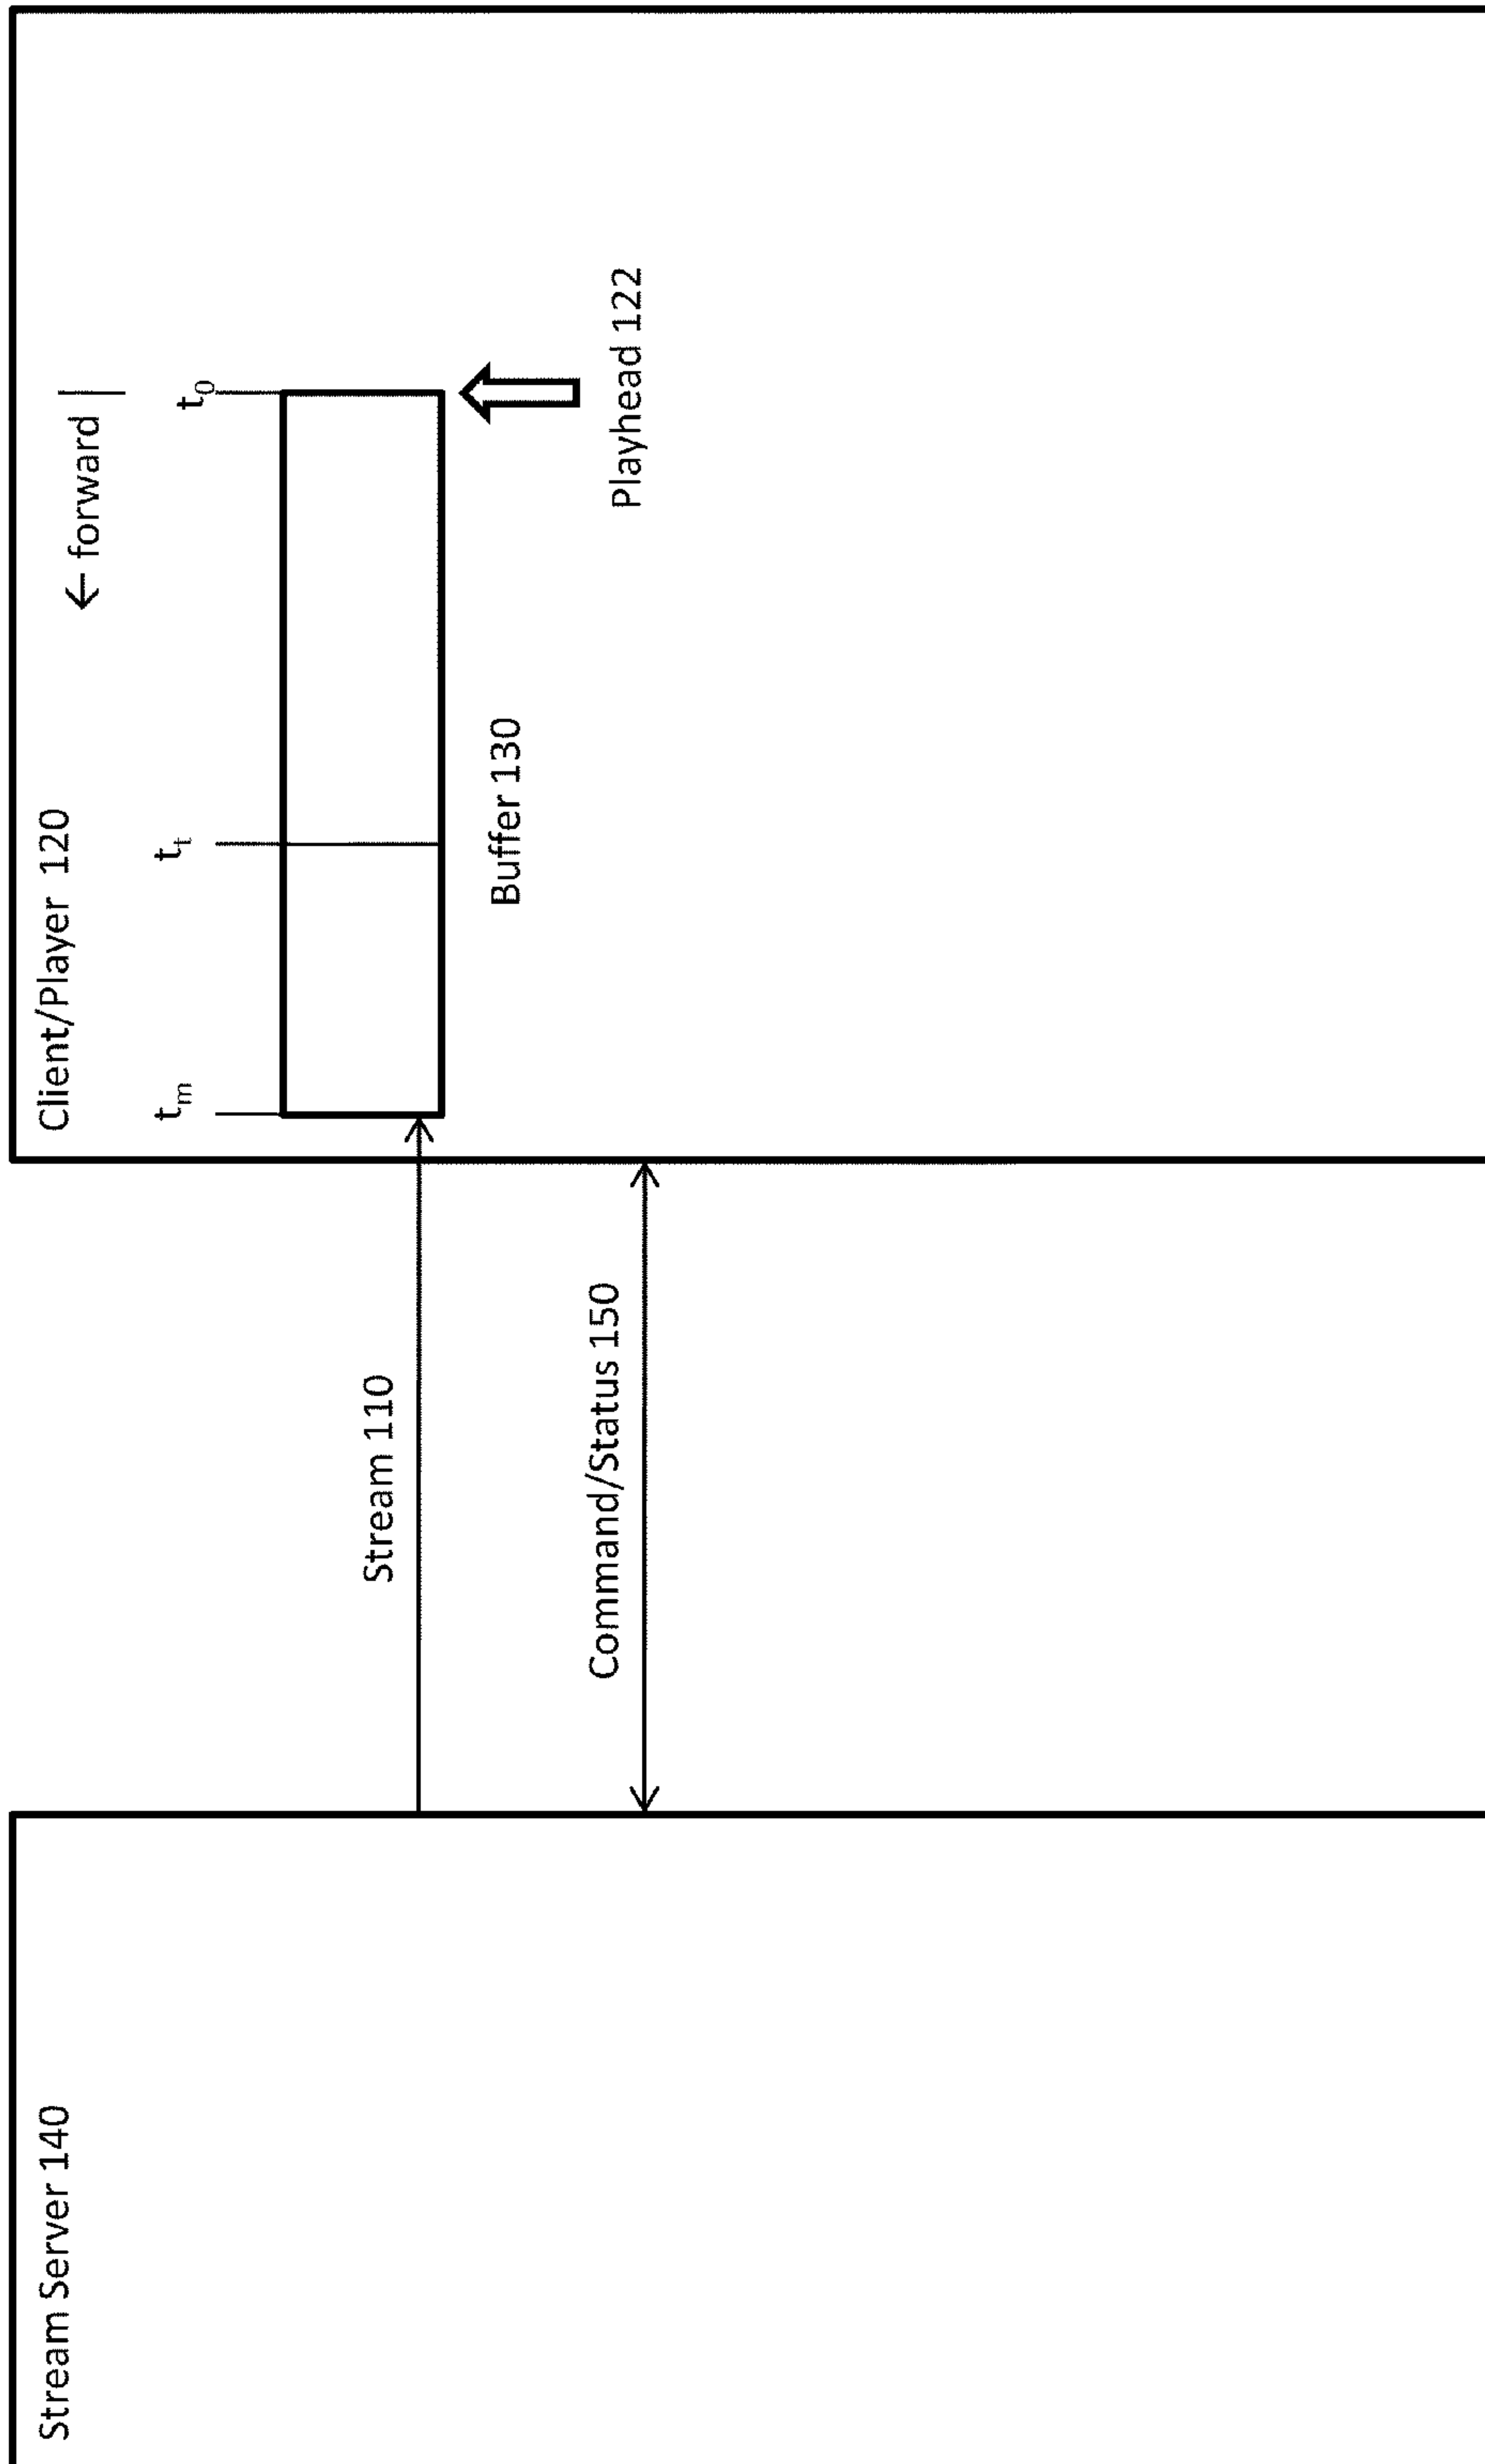 Stream Server 140
Stream 110
Command/Status 150
Client/Player 120
← forward
tm
tt
t0
Buffer 130
Playhead 122